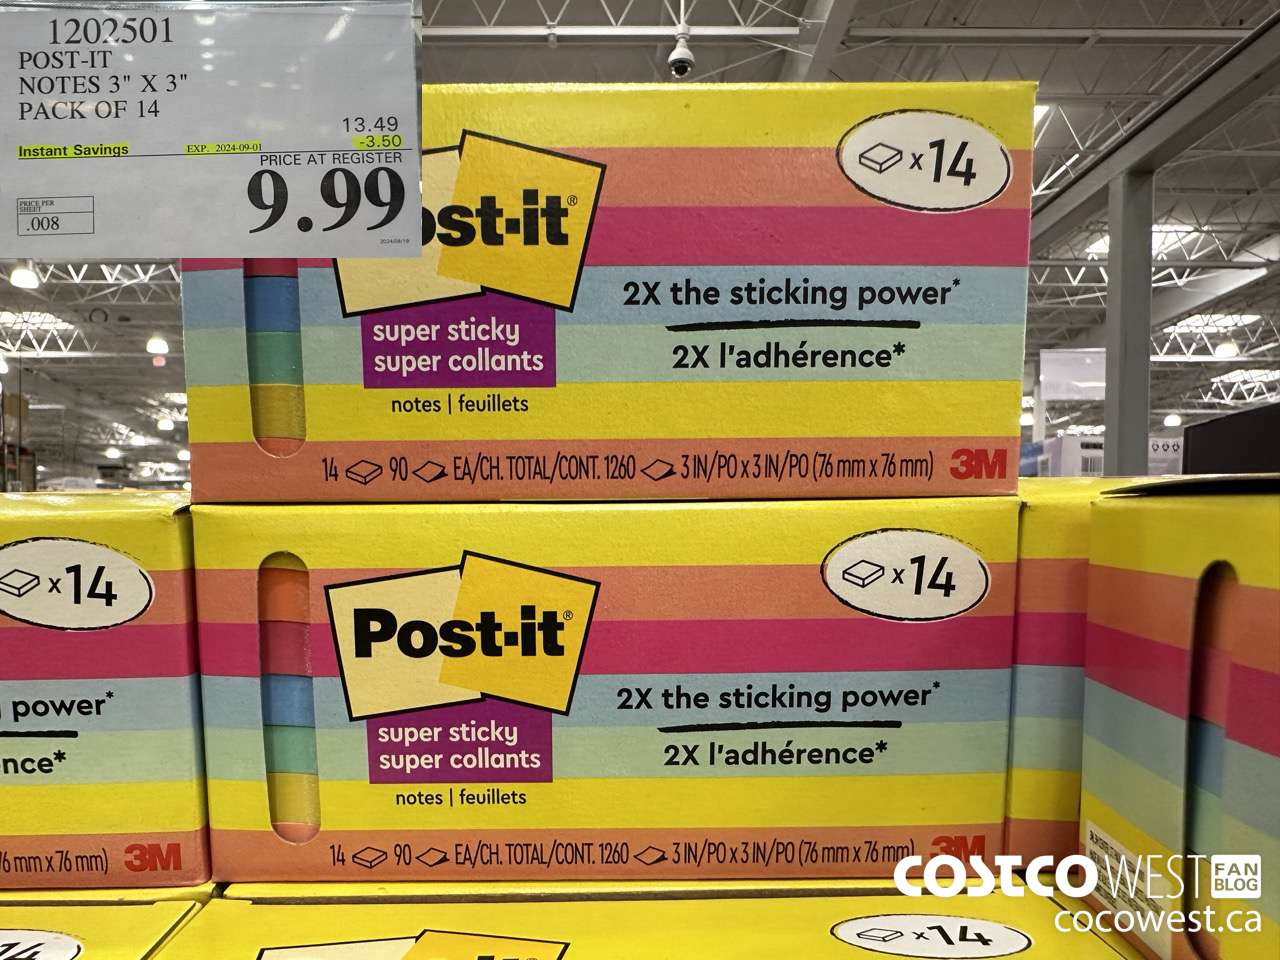 1202501
POST-IT
NOTES 3" X 3"
PACK OF 14
13.49
Instant Savings EXP. 2024-09-01 -3.50
PRICE AT REGISTER
9.99
PRICE PER
SHEET
.008
2024/08/19
x14
ost-it®
2X the sticking power*
super sticky
super collants
2X l'adhérence*
notes | feuillets
14 90 EA/CH. TOTAL/CONT. 1260 3 IN/PO x 3 IN/PO (76 mm x 76 mm) 3M
x14
x14
Post-it®
2X the sticking power*
power*
super sticky
super collants
2X l'adhérence*
nce*
notes | feuillets
14 90 EA/CH. TOTAL/CONT. 1260 3 IN/PO x 3 IN/PO (76 mm x 76 mm) 3M
6 mm x 76 mm) 3M
COSTCO WEST FAN BLOG
cocowest.ca
x14
14